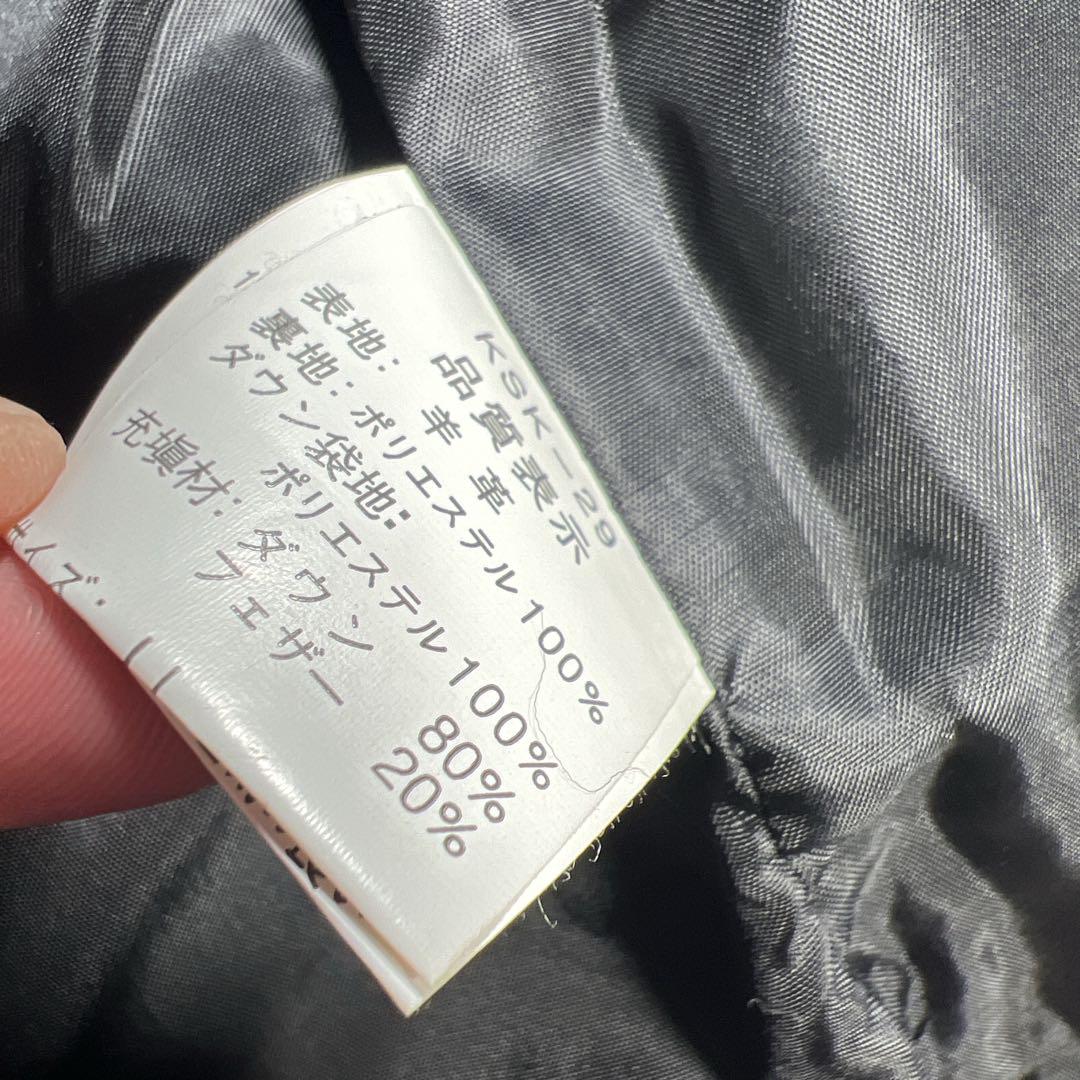 KSK-29
品質表示
表地: 羊革
裏地: ポリエステル100%
ダウン袋地:
ポリエステル100%
充塡材: ダウン 80%
フェザー 20%
イズ: